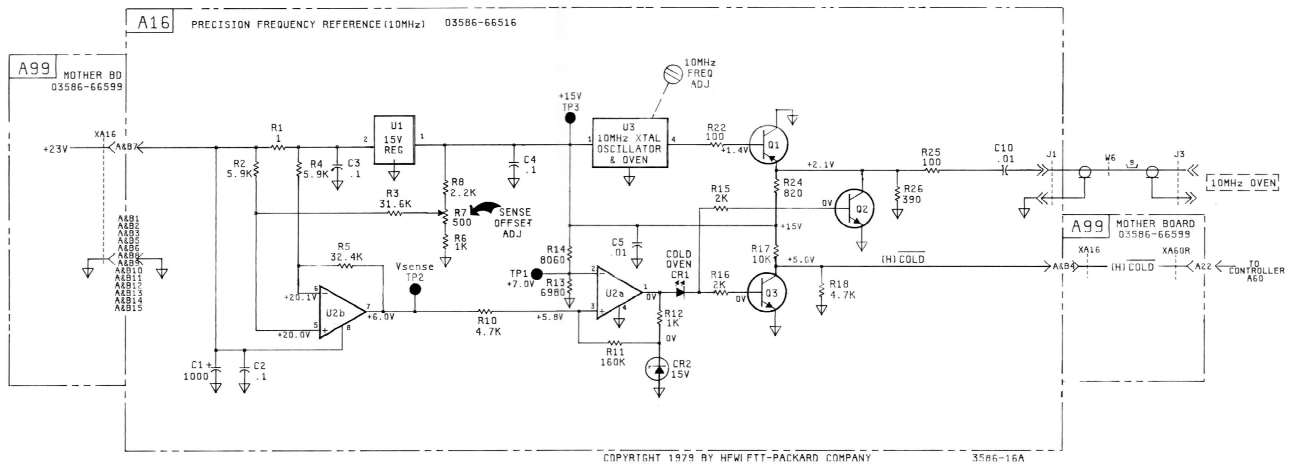 A16 PRECISION FREQUENCY REFERENCE(10MHz) 03586-66516
A99 MOTHER BD
03586-66599
XA16
+23V
A&B7
A&B1
A&B2
A&B3
A&B5
A&B6
A&B8
A&B9
A&B10
A&B11
A&B12
A&B13
A&B14
A&B15
R1
1
R2
5.9K
R4
5.9K
C3
.1
U1
15V
REG
2
1
R3
31.6K
R8
2.2K
R7
500
SENSE
OFFSET
ADJ
R6
1K
R5
32.4K
Vsense
TP2
+20.1V
+20.0V
6
5
U2b
7
8
+6.0V
C1
+
1000
C2
.1
R10
4.7K
C4
.1
+15V
TP3
10MHz
FREQ
ADJ
U3
10MHz XTAL
OSCILLATOR
& OVEN
1
4
R22
100
+1.4V
Q1
+2.1V
R24
820
R15
2K
0V
Q2
R26
390
R25
100
C10
.01
J1
W6
9
J3
10MHz OVEN
R14
8060
C5
.01
+15V
TP1
+7.0V
R13
6980
2
3
U2a
1
4
+5.8V
0V
COLD
OVEN
CR1
R16
2K
0V
R17
10K
+5.0V
Q3
R12
1K
0V
R11
160K
CR2
15V
(H)COLD
R18
4.7K
A99 MOTHER BOARD
03586-66599
XA16
XA60R
A&B4
(H)COLD
A22
TO
CONTROLLER
A60
COPYRIGHT 1979 BY HEWLETT-PACKARD COMPANY
3586-16A